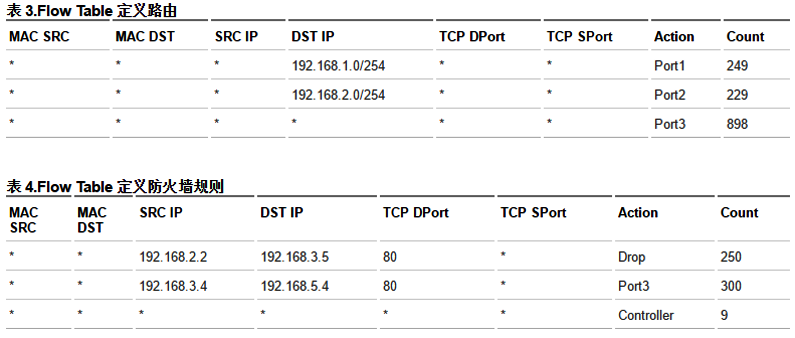 表 3.Flow Table 定义路由
MAC SRC MAC DST SRC IP DST IP TCP DPort TCP SPort Action Count
* * * 192.168.1.0/254 * * Port1 249
* * * 192.168.2.0/254 * * Port2 229
* * * * * * Port3 898
表 4.Flow Table 定义防火墙规则
MAC SRC MAC DST SRC IP DST IP TCP DPort TCP SPort Action Count
* * 192.168.2.2 192.168.3.5 80 * Drop 250
* * 192.168.3.4 192.168.5.4 80 * Port3 300
* * * * * * Controller 9